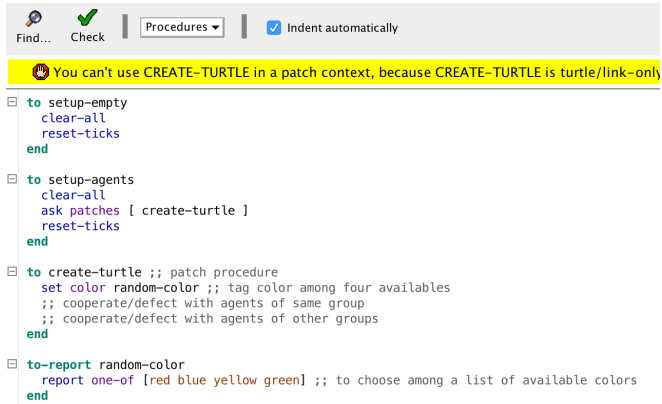 Find... Check Procedures Indent automatically
You can't use CREATE-TURTLE in a patch context, because CREATE-TURTLE is turtle/link-only
to setup-empty
clear-all
reset-ticks
end
to setup-agents
clear-all
ask patches [ create-turtle ]
reset-ticks
end
to create-turtle ;; patch procedure
set color random-color ;; tag color among four availables
;; cooperate/defect with agents of same group
;; cooperate/defect with agents of other groups
end
to-report random-color
report one-of [red blue yellow green] ;; to choose among a list of available colors
end